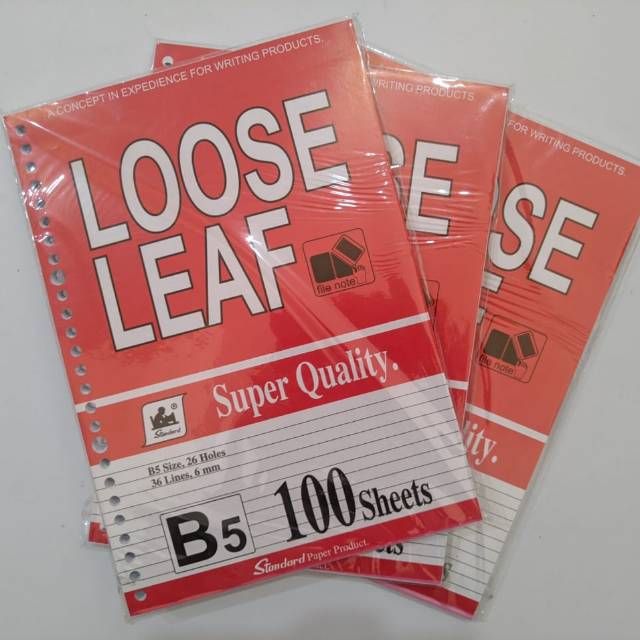 A CONCEPT IN EXPEDIENCE FOR WRITING PRODUCTS.
LOOSE
LEAF
file note
Super Quality.
®
Standard
B5 Size, 26 Holes
36 Lines, 6 mm
B5
100 Sheets
Standard Paper Product.
WRITING PRODUCTS
SE
FOR WRITING PRODUCTS.
SE
file note
ity.